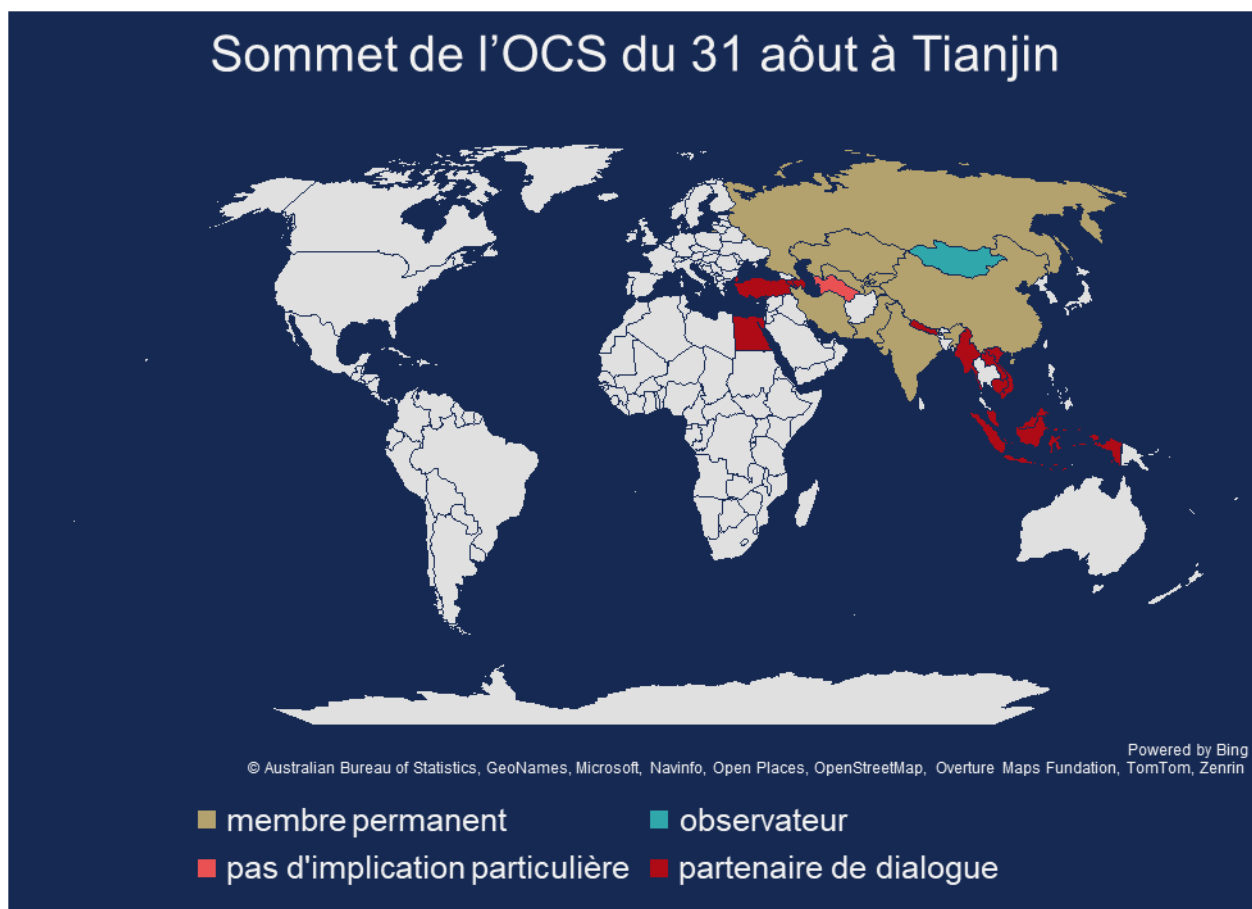 Sommet de l’OCS du 31 aôut à Tianjin
Powered by Bing
© Australian Bureau of Statistics, GeoNames, Microsoft, Navinfo, Open Places, OpenStreetMap, Overture Maps Fundation, TomTom, Zenrin
membre permanent
observateur
pas d'implication particulière
partenaire de dialogue